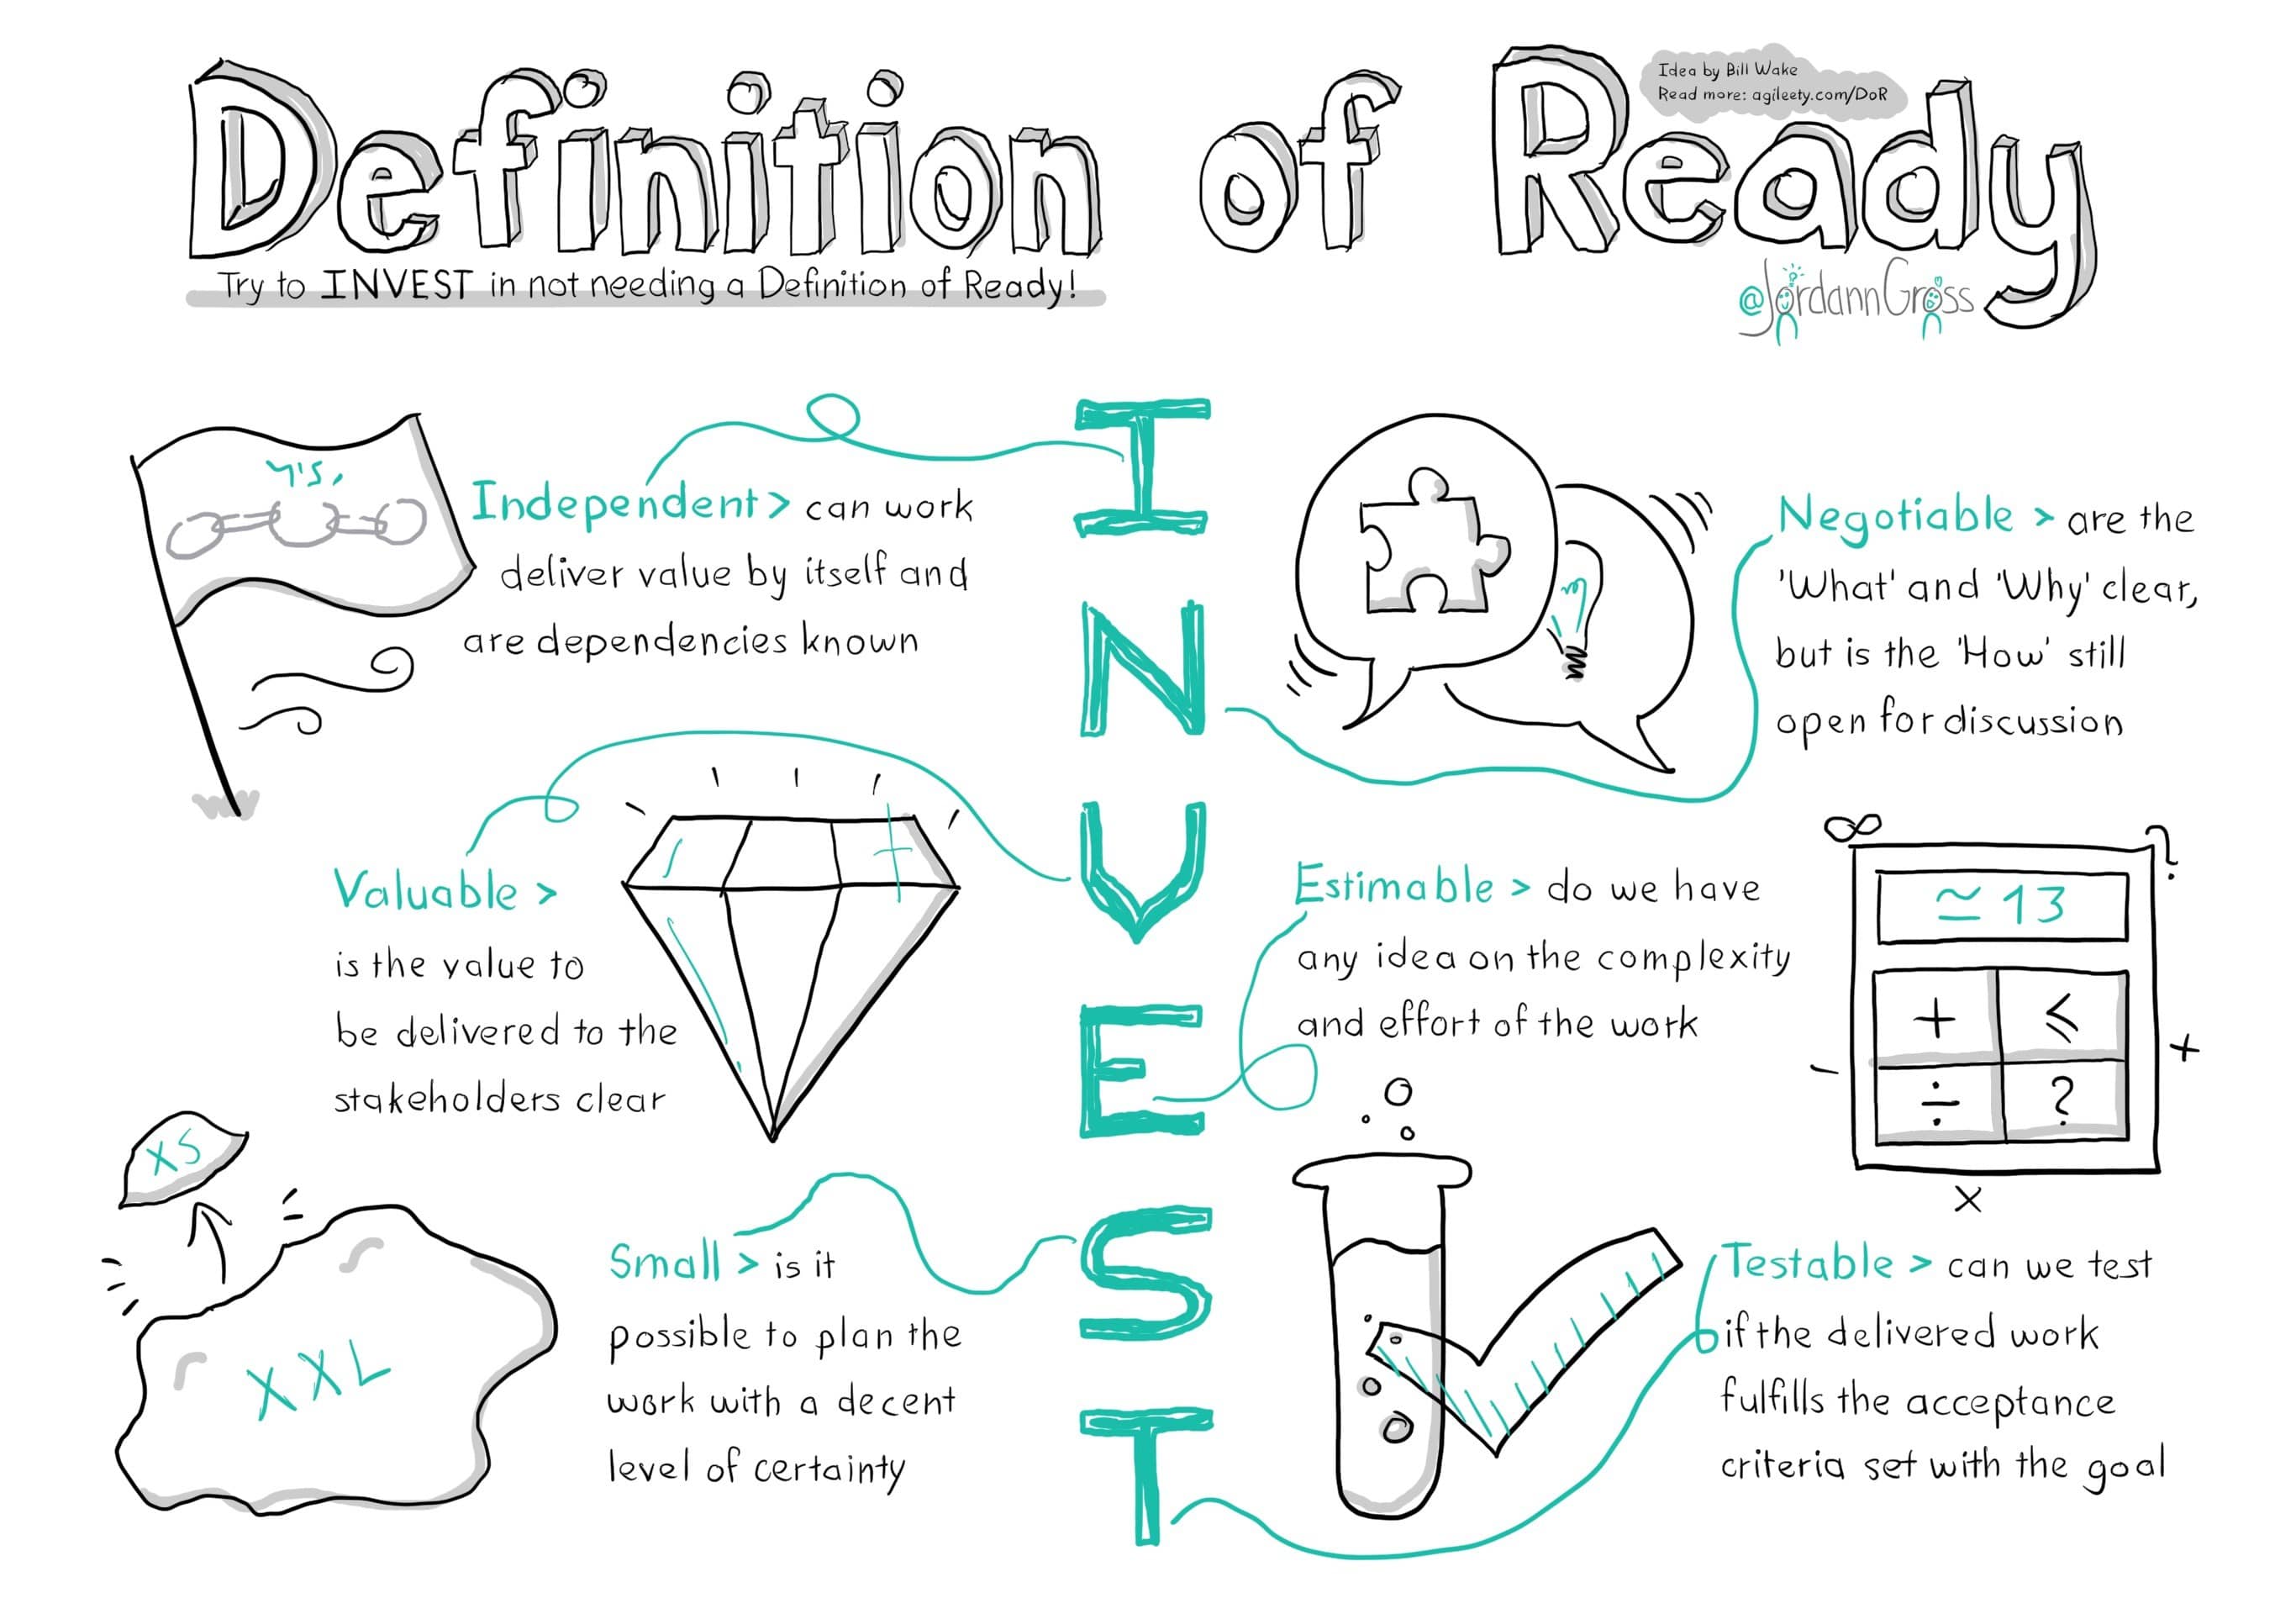 Definition of Ready
Idea by Bill Wake
Read more: agileety.com/DoR
Try to INVEST in not needing a Definition of Ready!
@JordannGross
I
N
V
E
S
T
Independent > can work
deliver value by itself and
are dependencies known
Negotiable > are the
'What' and 'Why' clear,
but is the 'How' still
open for discussion
Valuable >
is the value to
be delivered to the
stakeholders clear
Estimable > do we have
any idea on the complexity
and effort of the work
∞ ?
≃ 13
+ ≤
÷ ?
- +
x
XS
XXL
Small > is it
possible to plan the
work with a decent
level of certainty
Testable > can we test
if the delivered work
fulfills the acceptance
criteria set with the goal